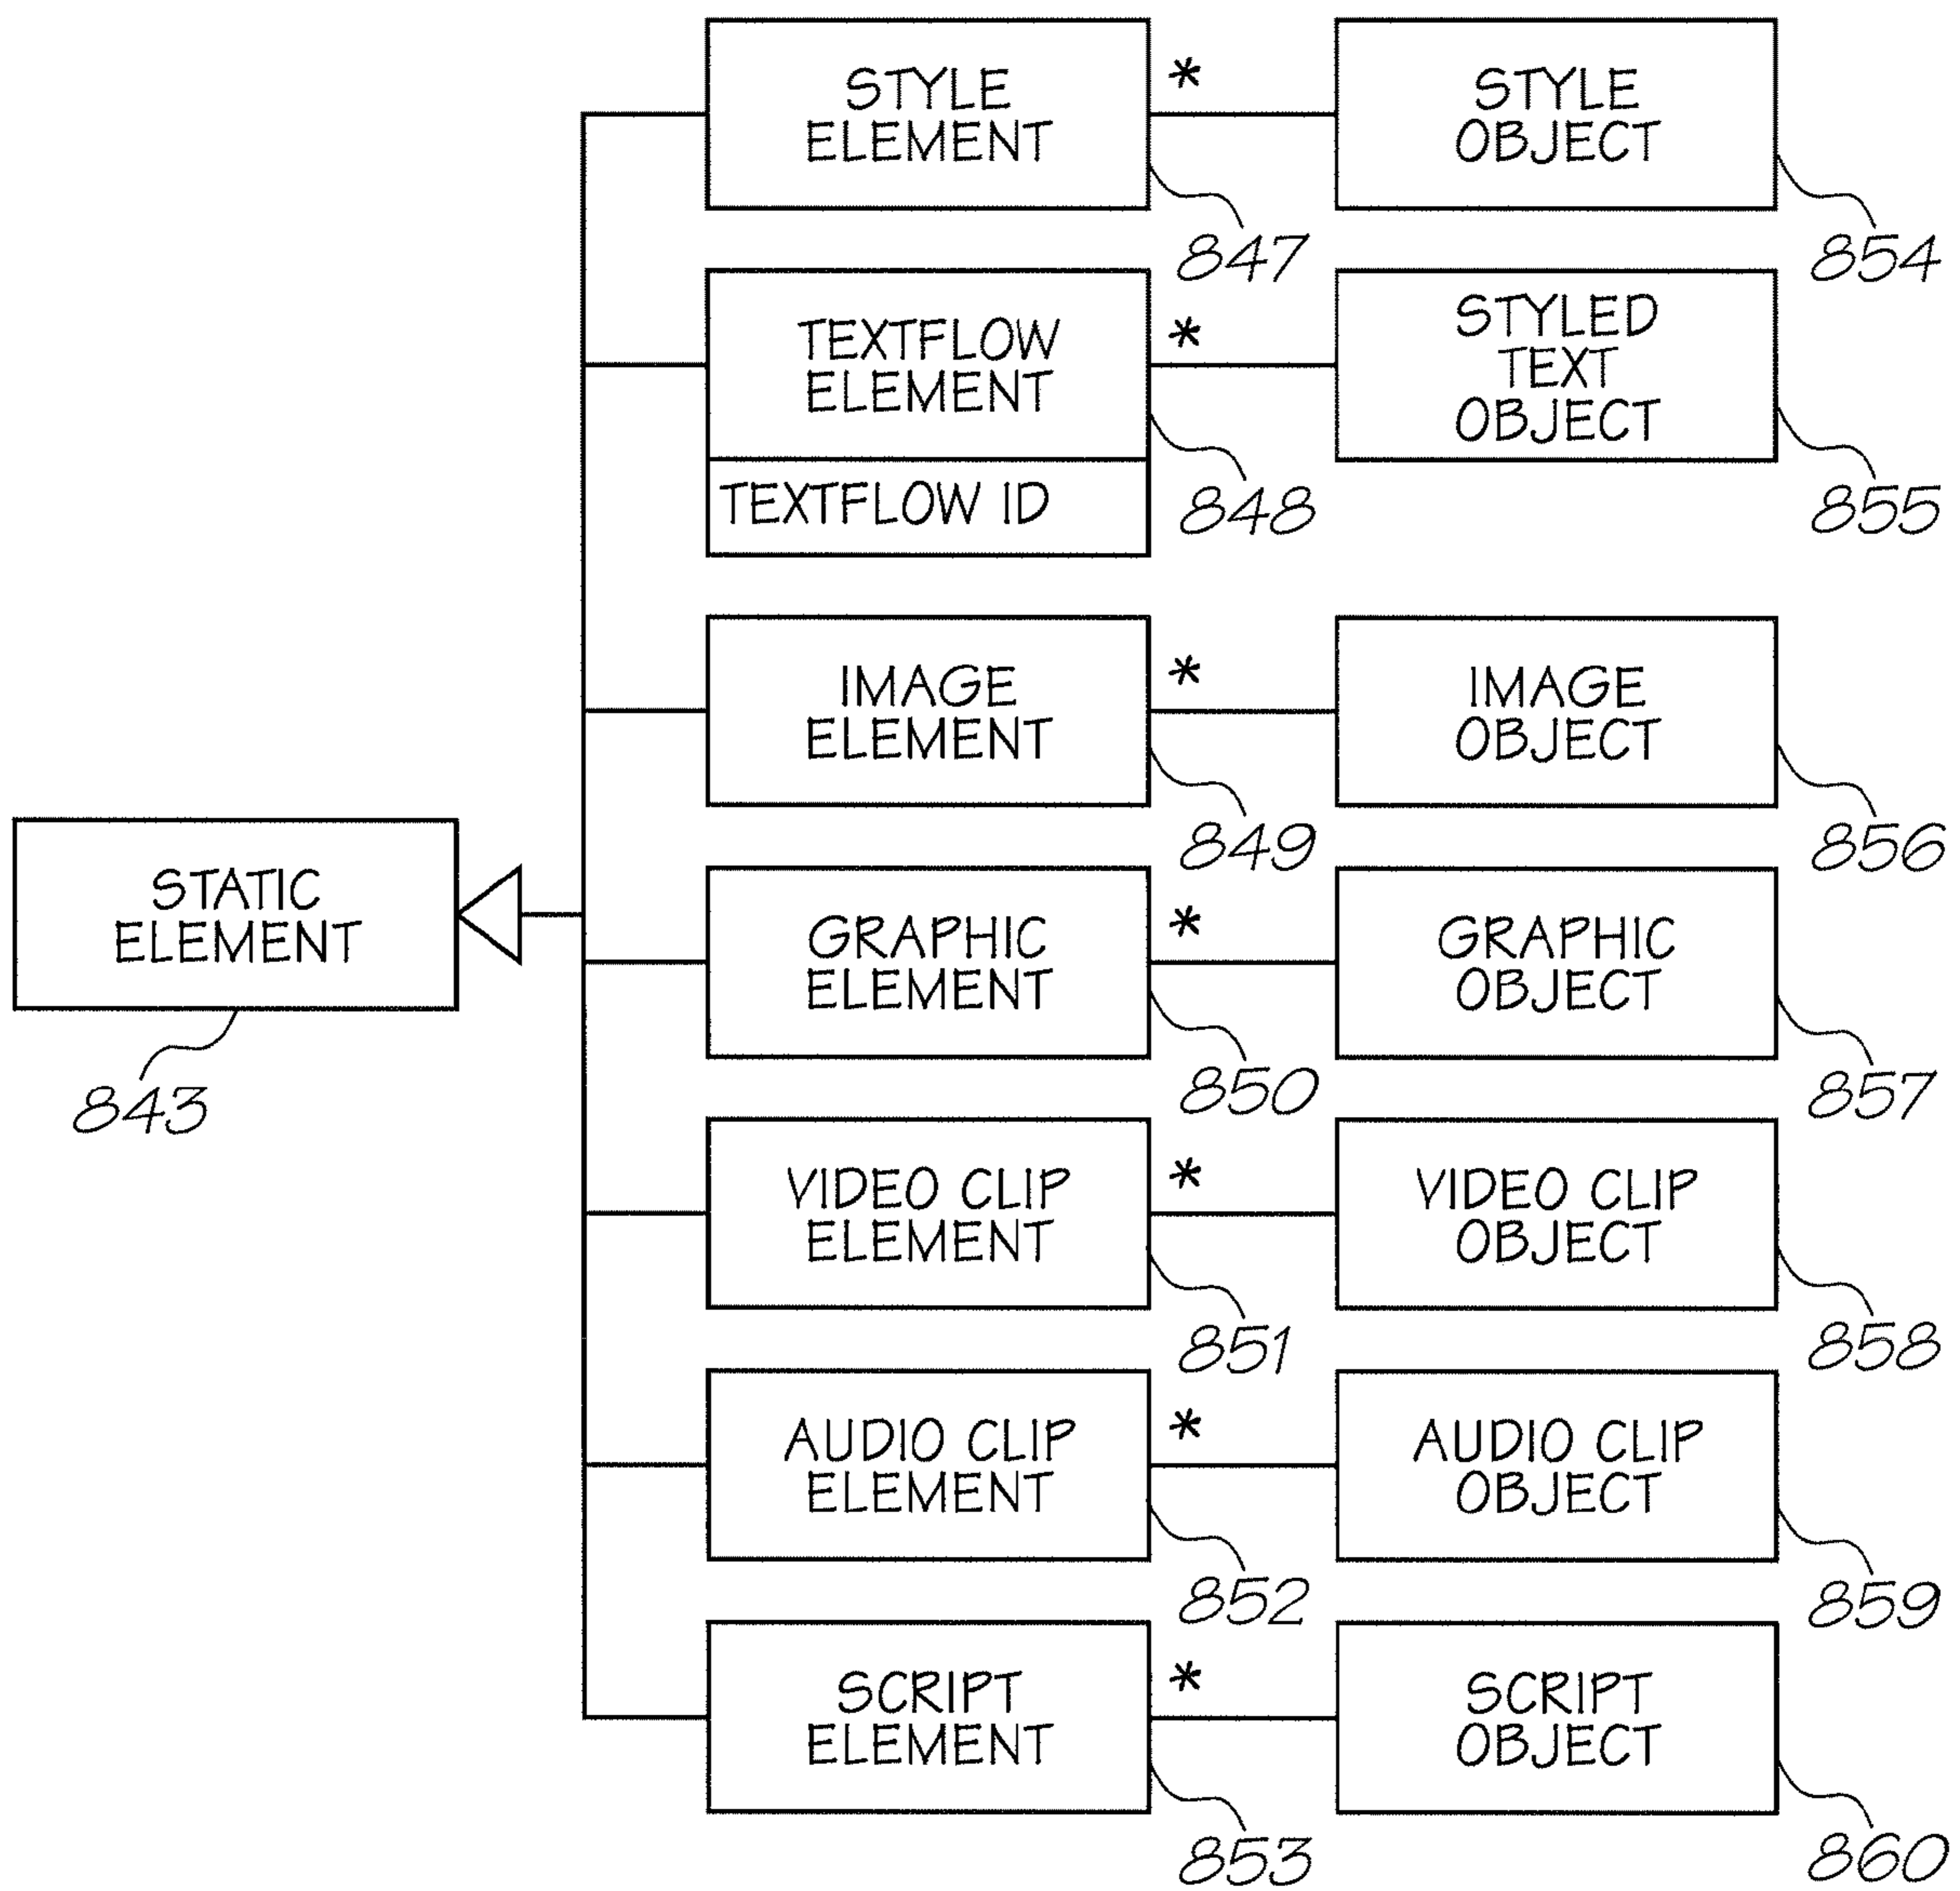 STYLE
ELEMENT
*
STYLE
OBJECT
847
854
TEXTFLOW
ELEMENT
TEXTFLOW ID
*
STYLED
TEXT
OBJECT
848
855
IMAGE
ELEMENT
*
IMAGE
OBJECT
849
856
STATIC
ELEMENT
843
GRAPHIC
ELEMENT
*
GRAPHIC
OBJECT
850
857
VIDEO CLIP
ELEMENT
*
VIDEO CLIP
OBJECT
851
858
AUDIO CLIP
ELEMENT
*
AUDIO CLIP
OBJECT
852
859
SCRIPT
ELEMENT
*
SCRIPT
OBJECT
853
860